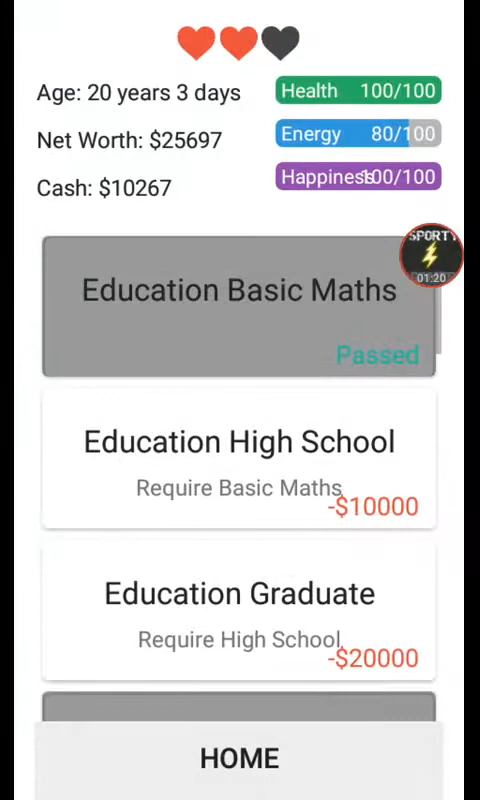 Age: 20 years 3 days
Health 100/100
Net Worth: $25697
Energy 80/100
Cash: $10267
Happiness 100/100
SPORTY
01:20
Education Basic Maths
Passed
Education High School
Require Basic Maths
-$10000
Education Graduate
Require High School
-$20000
HOME